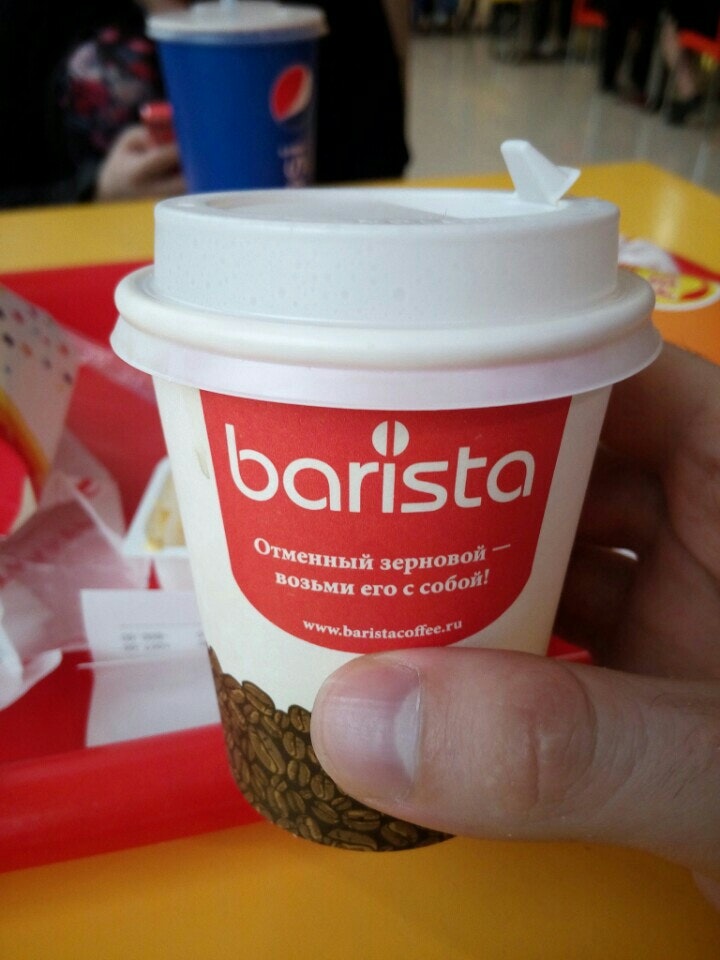 barista
Отменный зерновой —
возьми его с собой!
www.baristacoffee.ru